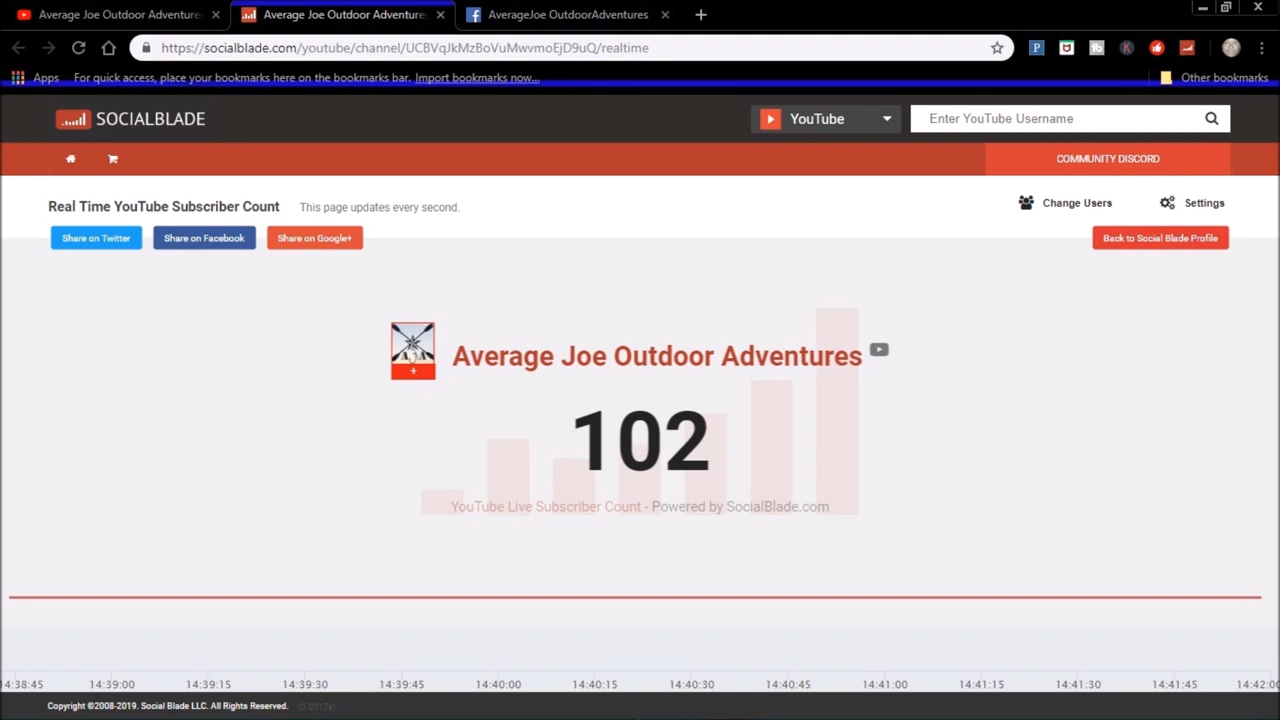 Average Joe Outdoor Adventures
Average Joe Outdoor Adventures
AverageJoe OutdoorAdventures
https://socialblade.com/youtube/channel/UCBVqJkMzBoVuMwvmoEjD9uQ/realtime
Apps
For quick access, place your bookmarks here on the bookmarks bar. Import bookmarks now...
Other bookmarks
SOCIALBLADE
YouTube
Enter YouTube Username
COMMUNITY DISCORD
Real Time YouTube Subscriber Count
This page updates every second.
Change Users
Settings
Share on Twitter
Share on Facebook
Share on Google+
Back to Social Blade Profile
Average Joe Outdoor Adventures
102
YouTube Live Subscriber Count - Powered by SocialBlade.com
14:38:45 14:39:00 14:39:15 14:39:30 14:39:45 14:40:00 14:40:15 14:40:30 14:40:45 14:41:00 14:41:15 14:41:30 14:41:45 14:42:00
Copyright ©2008-2019. Social Blade LLC. All Rights Reserved. (0.0517s)